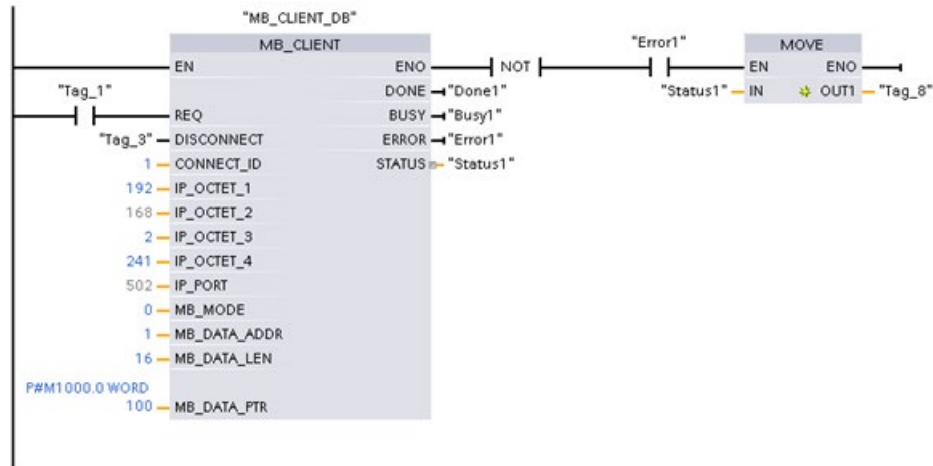 "MB_CLIENT_DB"
MB_CLIENT
"Error1"
MOVE
EN
ENO
NOT
EN
ENO
"Tag_1"
DONE
"Done1"
"Status1"
IN
OUT1
"Tag_8"
REQ
BUSY
"Busy1"
"Tag_3"
DISCONNECT
ERROR
"Error1"
1
CONNECT_ID
STATUS
"Status1"
192
IP_OCTET_1
168
IP_OCTET_2
2
IP_OCTET_3
241
IP_OCTET_4
502
IP_PORT
0
MB_MODE
1
MB_DATA_ADDR
16
MB_DATA_LEN
P#M1000.0 WORD
100
MB_DATA_PTR